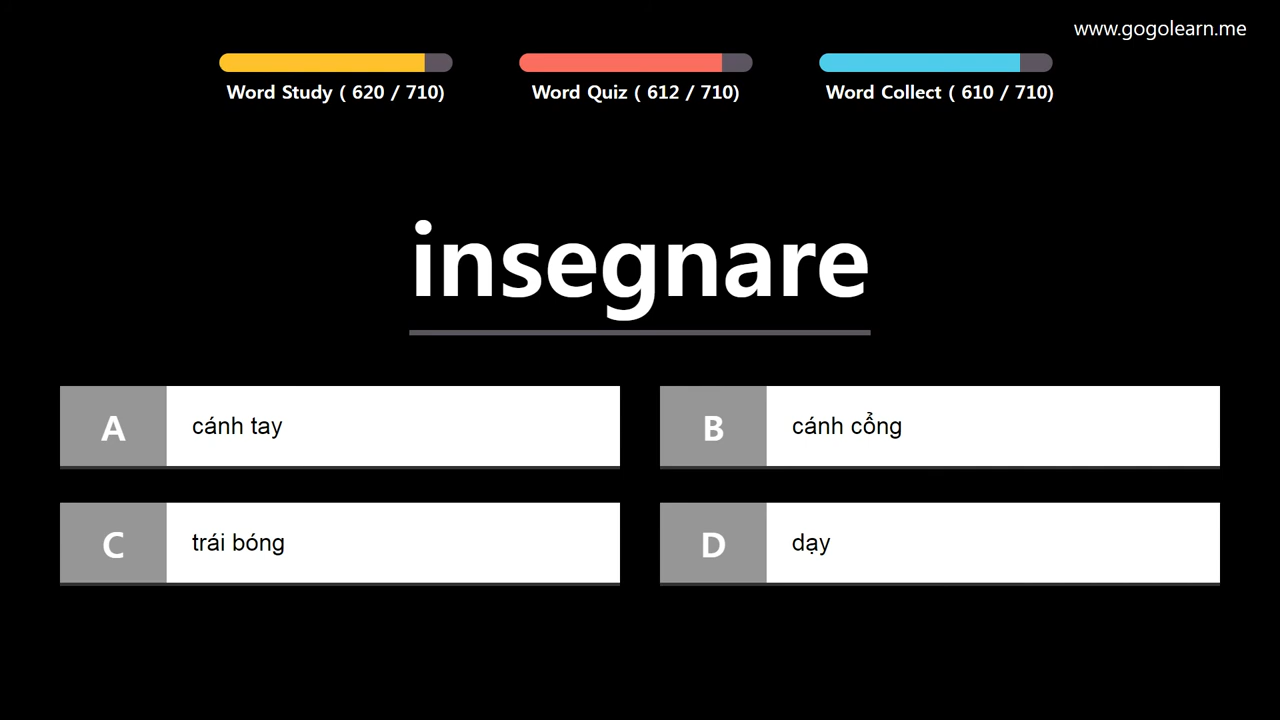 www.gogolearn.me
Word Study ( 620 / 710)
Word Quiz ( 612 / 710)
Word Collect ( 610 / 710)
insegnare
A
cánh tay
B
cánh cổng
C
trái bóng
D
dạy